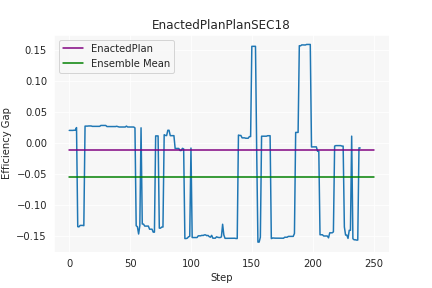 EnactedPlanPlanSEC18
EnactedPlan
Ensemble Mean
Efficiency Gap
0.15
0.10
0.05
0.00
−0.05
−0.10
−0.15
0
50
100
150
200
250
Step